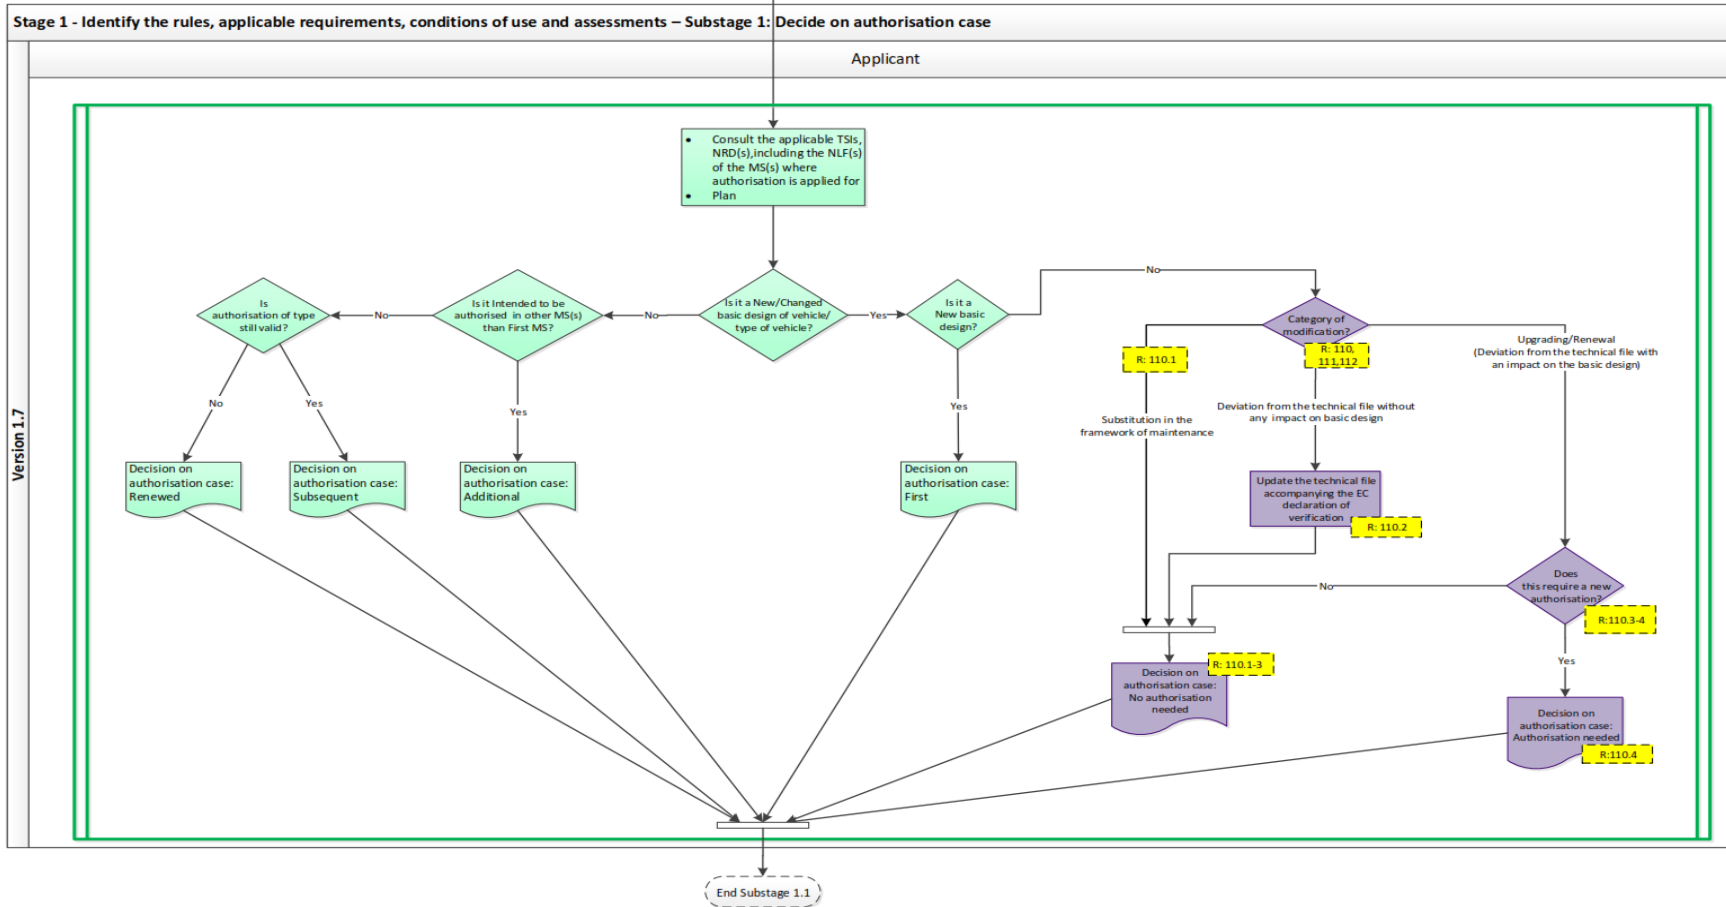 Stage 1 - Identify the rules, applicable requirements, conditions of use and assessments – Substage 1: Decide on authorisation case
Applicant
Version 1.7
• Consult the applicable TSIs,
NRD(s),including the NLF(s)
of the MS(s) where
authorisation is applied for
• Plan
Is
authorisation of type
still valid?
No
Is it Intended to be
authorised in other MS(s)
than First MS?
No
Is it a New/Changed
basic design of vehicle/
type of vehicle?
Yes
Is it a
New basic
design?
No
Category of
modification?
R: 110,
111,112
R: 110.1
Upgrading/Renewal
(Deviation from the technical file with
an impact on the basic design)
No
Yes
Yes
Yes
Substitution in the
framework of maintenance
Deviation from the technical file without
any impact on basic design
Decision on
authorisation case:
Renewed
Decision on
authorisation case:
Subsequent
Decision on
authorisation case:
Additional
Decision on
authorisation case:
First
Update the technical file
accompanying the EC
declaration of
verification
R: 110.2
No
Does
this require a new
authorisation?
R:110.3-4
Yes
R: 110.1-3
Decision on
authorisation case:
No authorisation
needed
Decision on
authorisation case:
Authorisation needed
R:110.4
End Substage 1.1